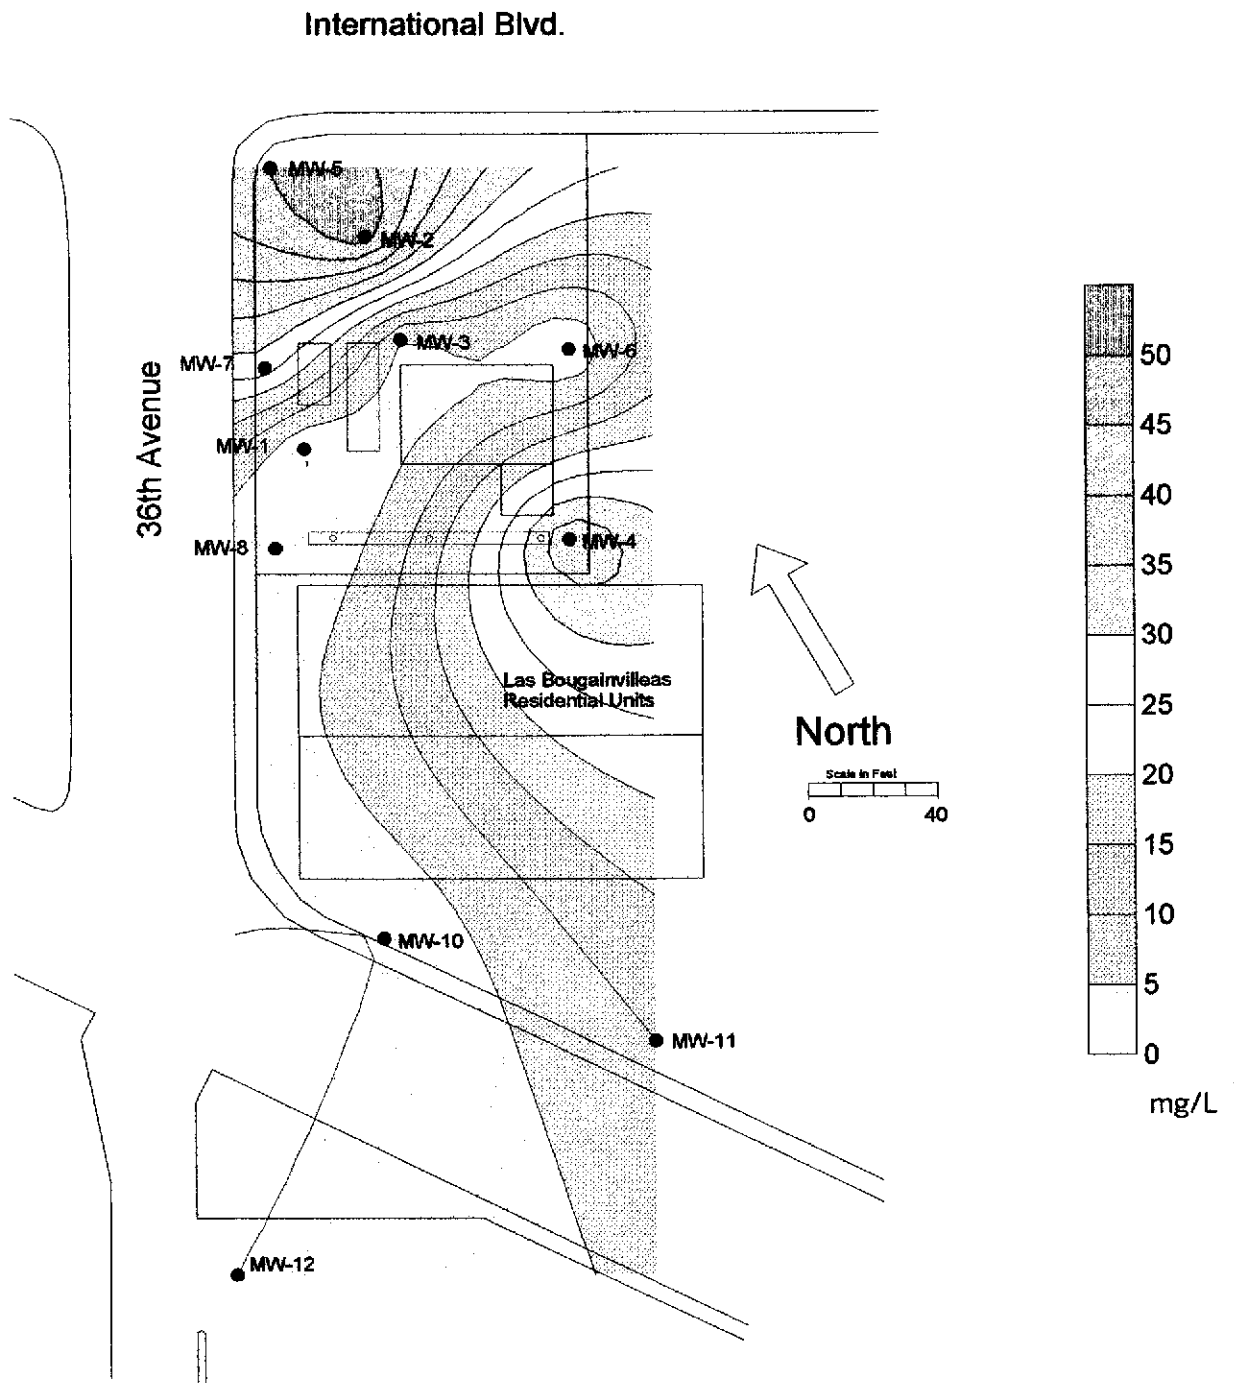 International Blvd.
MW-5
MW-2
MW-3
MW-6
MW-7
36th Avenue
MW-1
MW-8
MW-4
Las Bougainvilleas
Residential Units
North
Scale in Feet
0 40
MW-10
MW-11
MW-12
50
45
40
35
30
25
20
15
10
5
0
mg/L